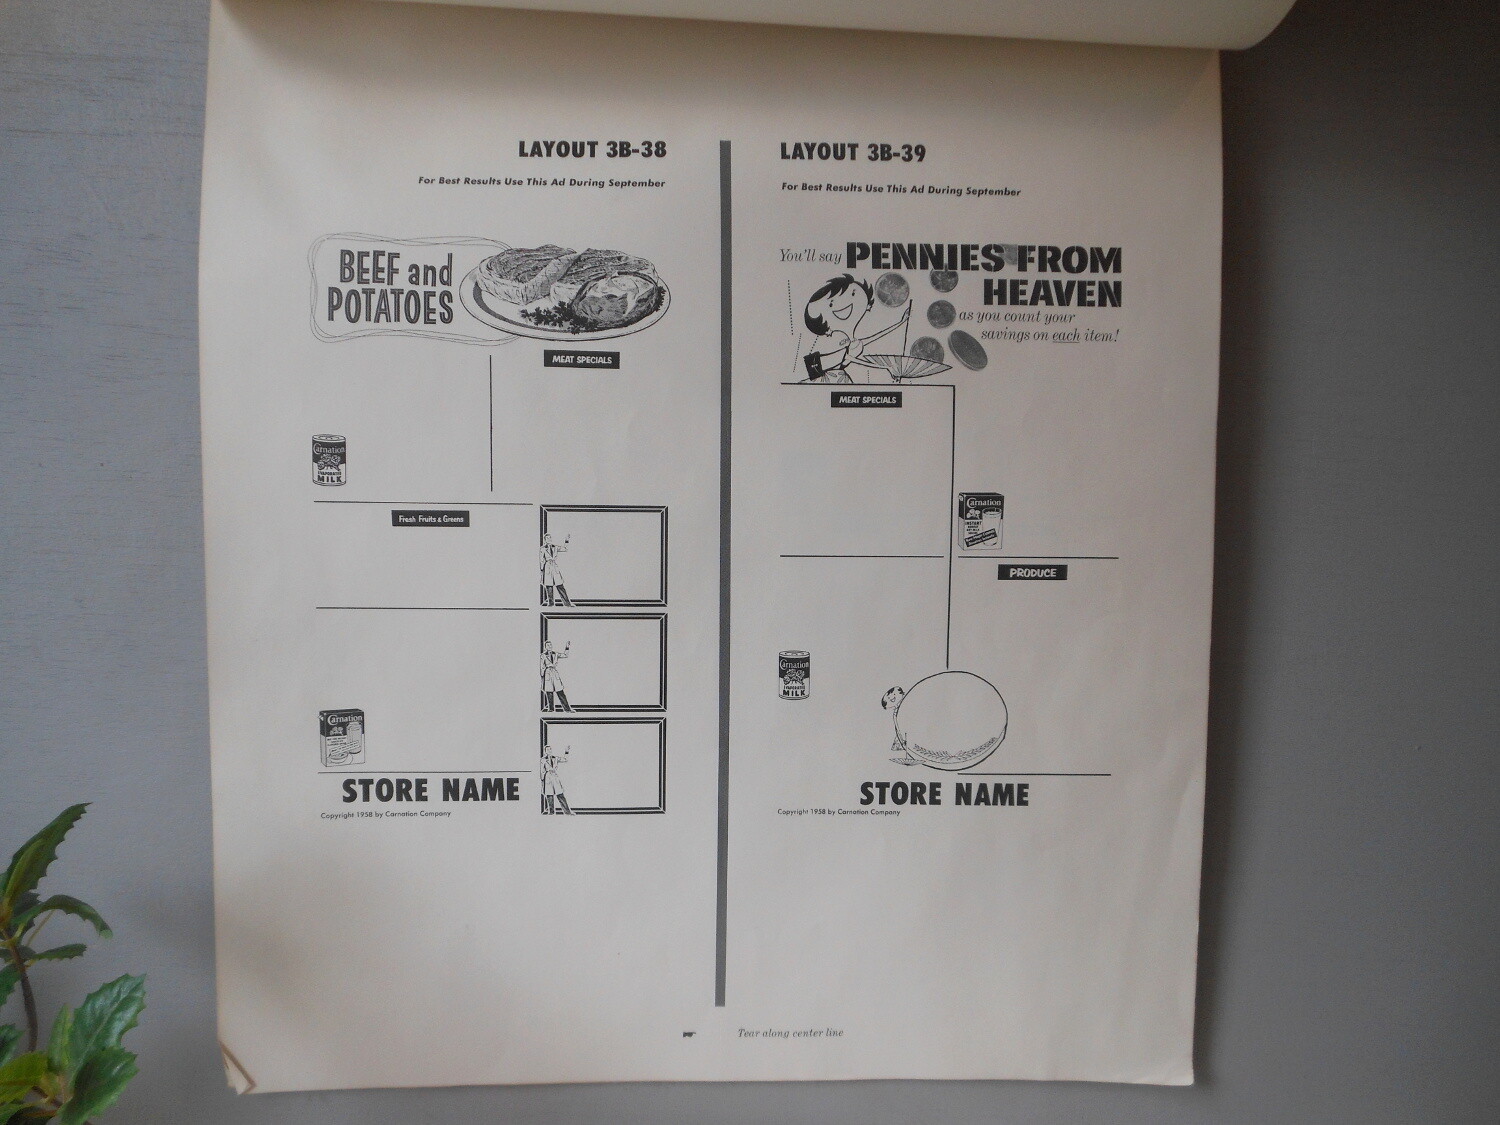 LAYOUT 3B-38
For Best Results Use This Ad During September
BEEF and
POTATOES
MEAT SPECIALS
Carnation
EVAPORATED
MILK
Fresh Fruits & Greens
Carnation
STORE NAME
Copyright 1958 by Carnation Company
LAYOUT 3B-39
For Best Results Use This Ad During September
You'll say PENNIES FROM
HEAVEN
as you count your
savings on each item!
MEAT SPECIALS
Carnation
INSTANT
PRODUCE
Carnation
EVAPORATED
MILK
STORE NAME
Copyright 1958 by Carnation Company
Tear along center line